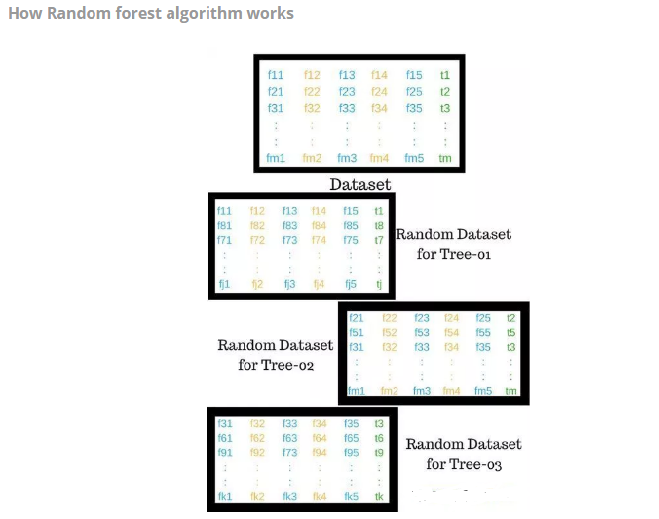 How Random forest algorithm works
f11 f12 f13 f14 f15 t1
f21 f22 f23 f24 f25 t2
f31 f32 f33 f34 f35 t3
: : : : : :
: : : : : :
fm1 fm2 fm3 fm4 fm5 tm
Dataset
f11 f12 f13 f14 f15 t1
f81 f82 f83 f84 f85 t8
f71 f72 f73 f74 f75 t7
: : : : : :
: : : : : :
fj1 fj2 fj3 fj4 fj5 tj
Random Dataset
for Tree-01
f21 f22 f23 f24 f25 t2
f51 f52 f53 f54 f55 t5
f31 f32 f33 f34 f35 t3
: : : : : :
: : : : : :
fm1 fm2 fm3 fm4 fm5 tm
Random Dataset
for Tree-02
f31 f32 f33 f34 f35 t3
f61 f62 f63 f64 f65 t6
f91 f92 f73 f94 f95 t9
: : : : : :
: : : : : :
fk1 fk2 fk3 fk4 fk5 tk
Random Dataset
for Tree-03